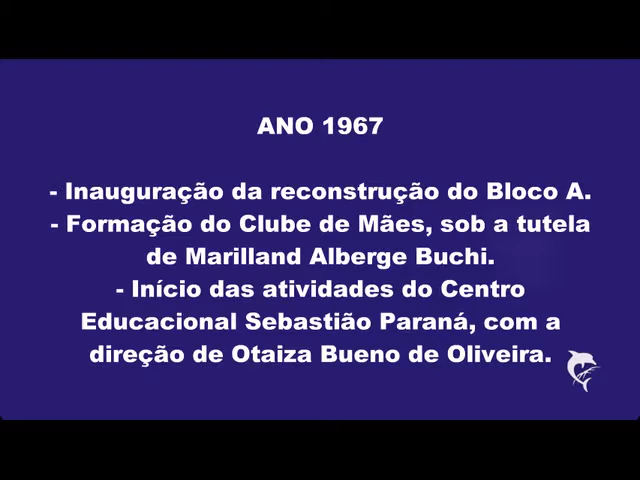 ANO 1967
- Inauguração da reconstrução do Bloco A.
- Formação do Clube de Mães, sob a tutela
de Marilland Alberge Buchi.
- Início das atividades do Centro
Educacional Sebastião Paraná, com a
direção de Otaiza Bueno de Oliveira.